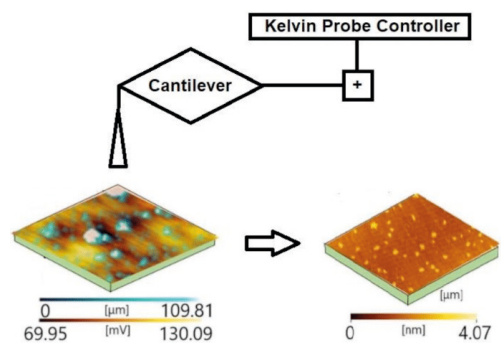 Kelvin Probe Controller
Cantilever
+
0 [µm] 109.81
69.95 [mV] 130.09
[µm]
0 [nm] 4.07